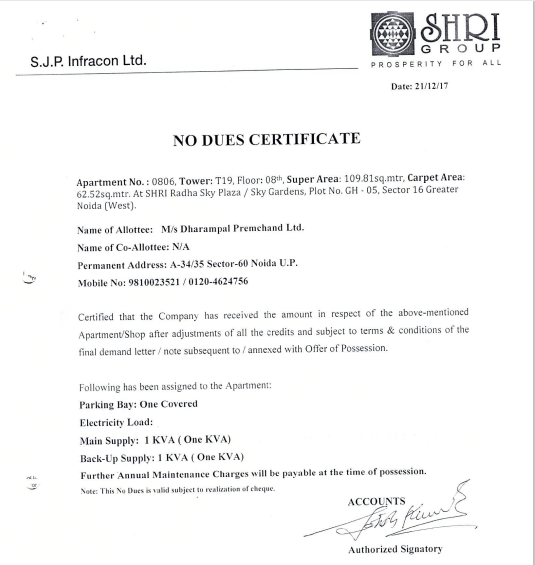 SHRI
GROUP
PROSPERITY FOR ALL
S.J.P. Infracon Ltd.
Date: 21/12/17
NO DUES CERTIFICATE
Apartment No. : 0806, Tower: T19, Floor: 08th, Super Area: 109.81sq.mtr, Carpet Area:
62.52sq.mtr. At SHRI Radha Sky Plaza / Sky Gardens, Plot No. GH - 05, Sector 16 Greater
Noida (West).
Name of Allottee: M/s Dharampal Premchand Ltd.
Name of Co-Allottee: N/A
Permanent Address: A-34/35 Sector-60 Noida U.P.
Mobile No: 9810023521 / 0120-4624756
Certified that the Company has received the amount in respect of the above-mentioned
Apartment/Shop after adjustments of all the credits and subject to terms & conditions of the
final demand letter / note subsequent to / annexed with Offer of Possession.
Following has been assigned to the Apartment:
Parking Bay: One Covered
Electricity Load:
Main Supply: 1 KVA ( One KVA)
Back-Up Supply: 1 KVA ( One KVA)
Further Annual Maintenance Charges will be payable at the time of possession.
Note: This No Dues is valid subject to realization of cheque.
ACCOUNTS
Authorized Signatory